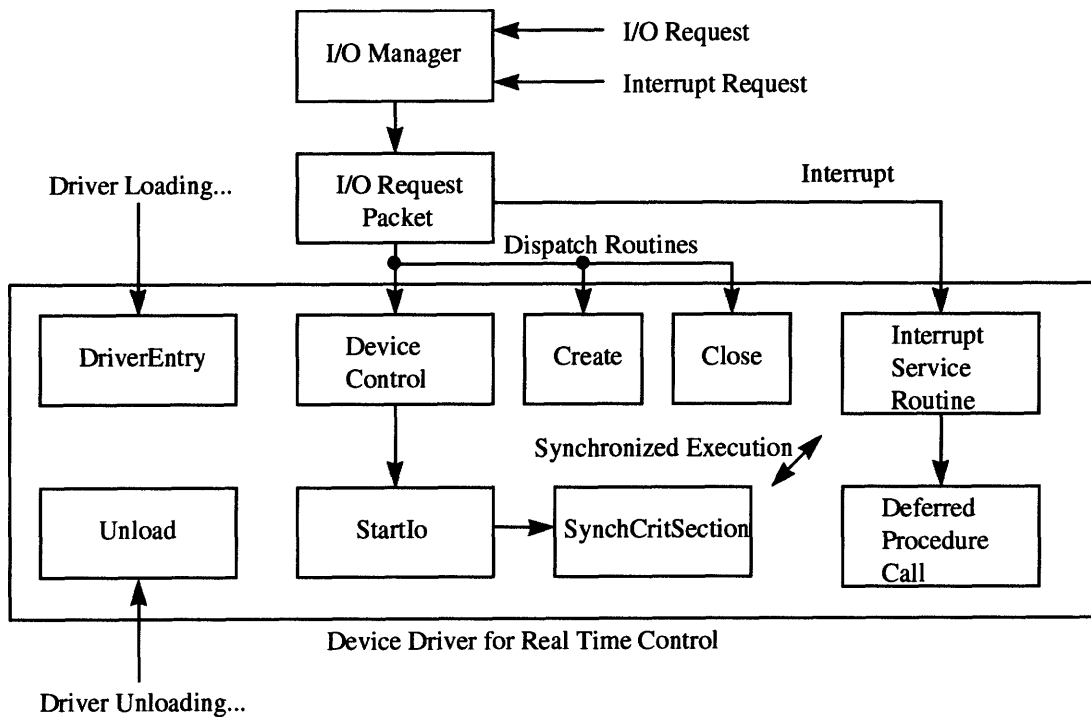 I/O Manager
I/O Request
Interrupt Request
Driver Loading...
I/O Request
Packet
Interrupt
Dispatch Routines
DriverEntry
Device
Control
Create
Close
Interrupt
Service
Routine
Synchronized Execution
Unload
StartIo
SynchCritSection
Deferred
Procedure
Call
Device Driver for Real Time Control
Driver Unloading...